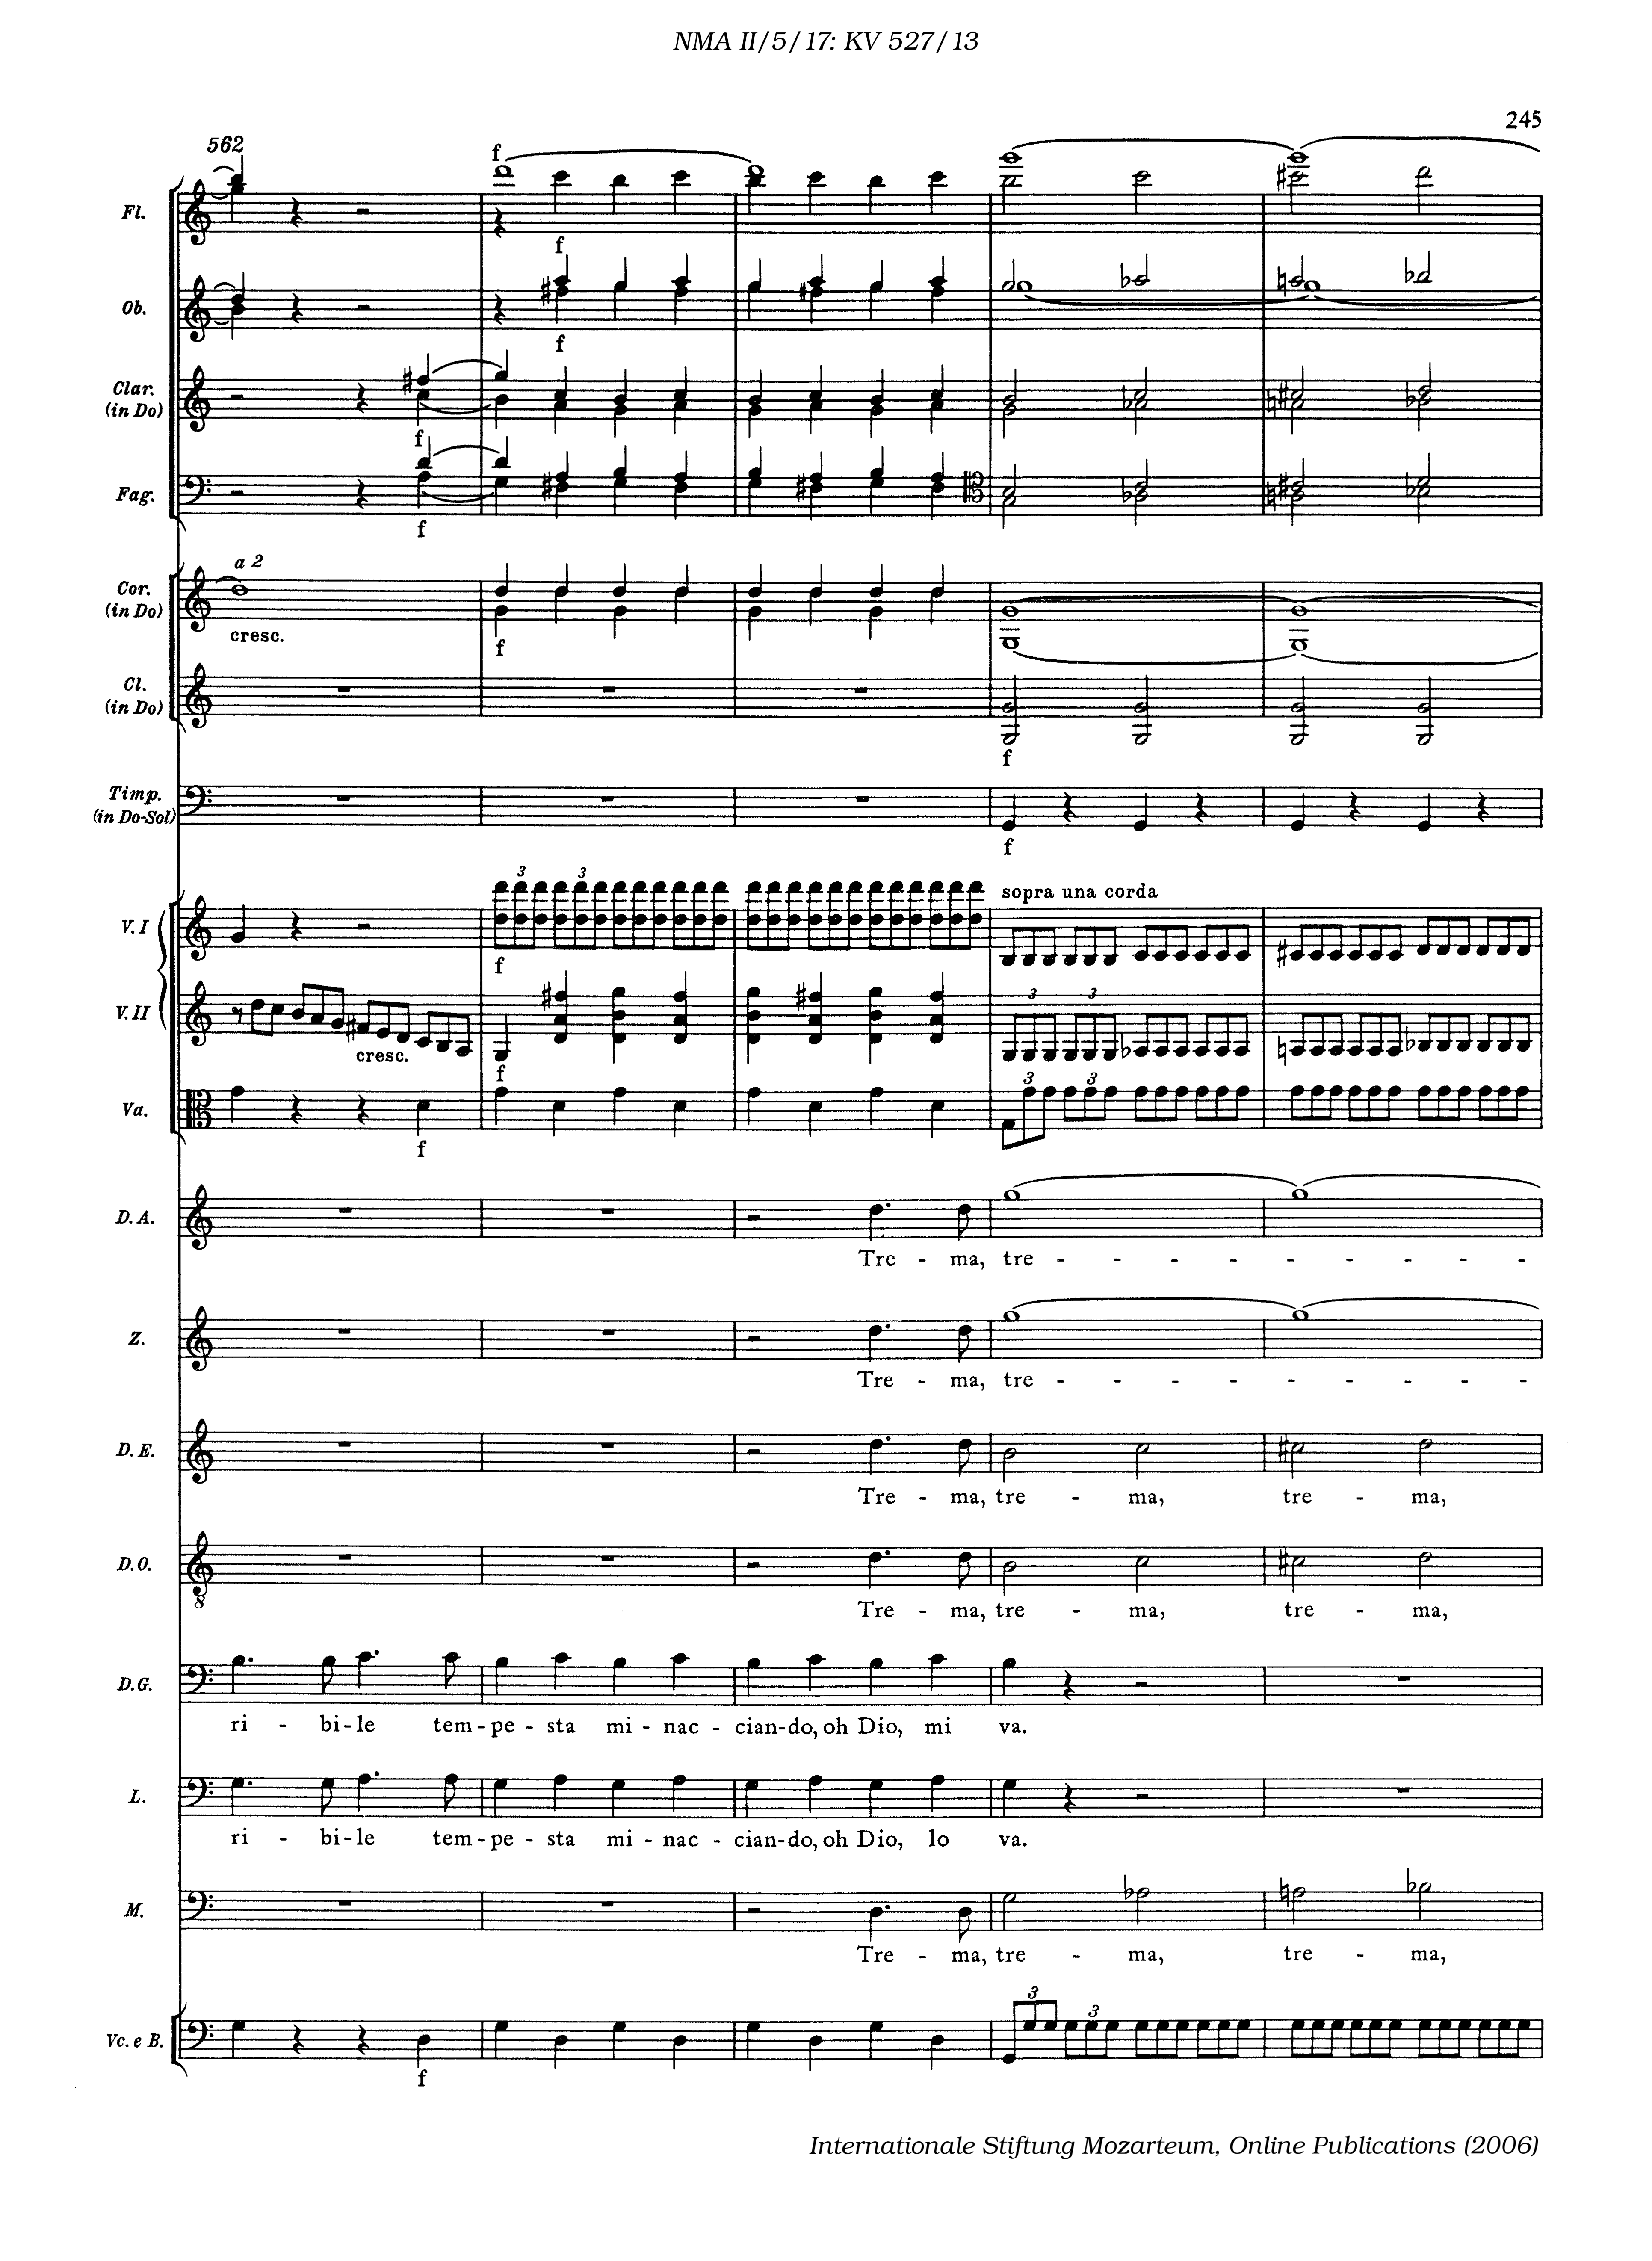 NMA II/5/17: KV 527/13
245
562
f
Fl.
f
Ob.
f
Clar.
(in Do)
f
Fag.
f
a 2
Cor.
(in Do)
cresc.
f
Cl.
(in Do)
f
Timp.
(in Do-Sol)
f
3 3
sopra una corda
V. I
f
V. II
3 3
cresc.
f
3 3
Va.
f
D. A.
Tre - ma, tre - - - - - - - - -
Z.
Tre - ma, tre - - - - - - - - -
D. E.
Tre - ma, tre - ma, tre - ma,
D. O.
8
Tre - ma, tre - ma, tre - ma,
D. G.
ri - bi - le tem - pe - sta mi - nac - cian - do, oh Dio, mi va.
L.
ri - bi - le tem - pe - sta mi - nac - cian - do, oh Dio, lo va.
M.
Tre - ma, tre - ma, tre - ma,
3 3
Vc. e B.
f
Internationale Stiftung Mozarteum, Online Publications (2006)